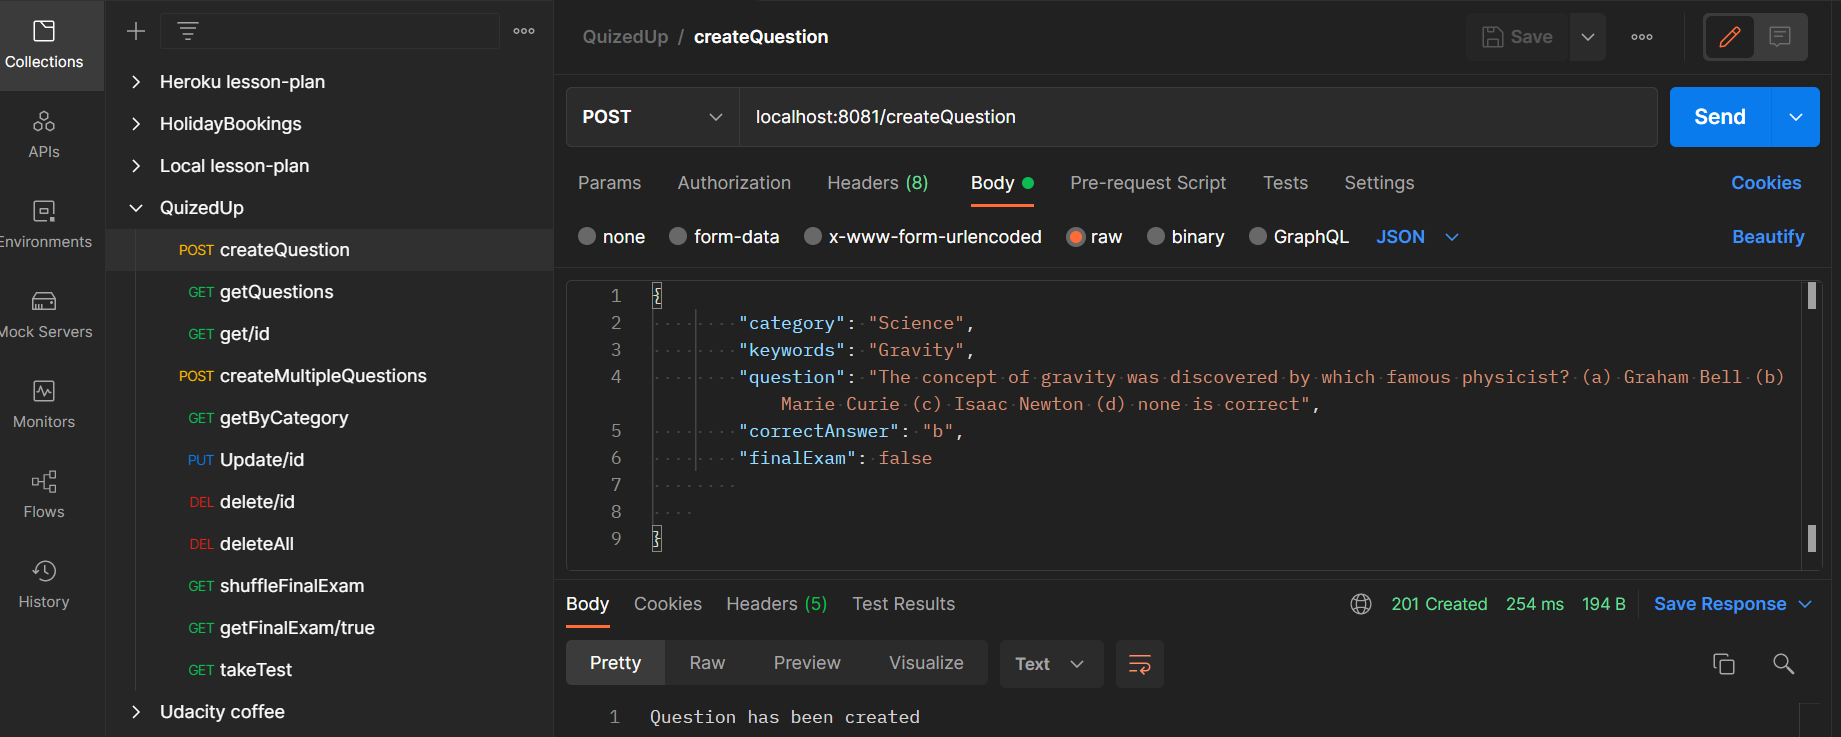 Collections
APIs
Environments
Mock Servers
Monitors
Flows
History
Heroku lesson-plan
HolidayBookings
Local lesson-plan
QuizedUp
POST createQuestion
GET getQuestions
GET get/id
POST createMultipleQuestions
GET getByCategory
PUT Update/id
DEL delete/id
DEL deleteAll
GET shuffleFinalExam
GET getFinalExam/true
GET takeTest
Udacity coffee
QuizedUp / createQuestion
Save
POST localhost:8081/createQuestion Send
Params Authorization Headers (8) Body Pre-request Script Tests Settings Cookies
none form-data x-www-form-urlencoded raw binary GraphQL JSON Beautify
1 {
2 "category": "Science",
3 "keywords": "Gravity",
4 "question": "The concept of gravity was discovered by which famous physicist? (a) Graham Bell (b)
Marie Curie (c) Isaac Newton (d) none is correct",
5 "correctAnswer": "b",
6 "finalExam": false
7
8
9 }
Body Cookies Headers (5) Test Results 201 Created 254 ms 194 B Save Response
Pretty Raw Preview Visualize Text
1 Question has been created